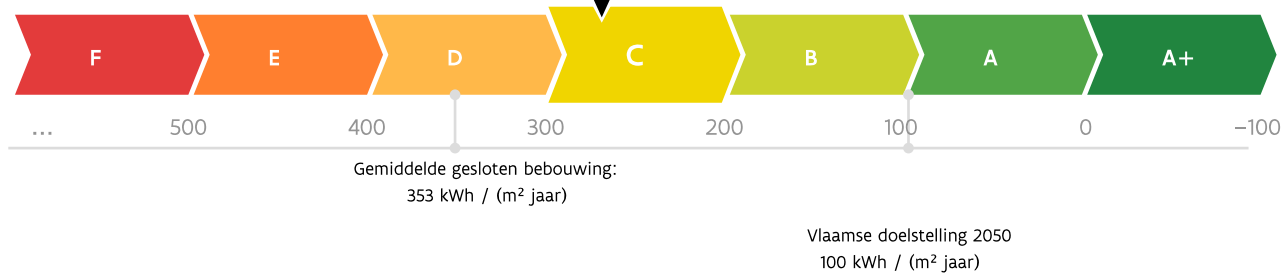 F E D C B A A+
... 500 400 300 200 100 0 −100
Gemiddelde gesloten bebouwing:
353 kWh / (m² jaar)
Vlaamse doelstelling 2050
100 kWh / (m² jaar)